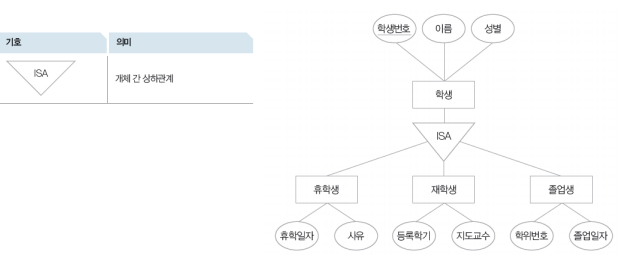 기호 의미
ISA 개체 간 상하관계
학생번호 이름 성별
학생
ISA
휴학생 재학생 졸업생
휴학일자 사유 등록학기 지도교수 학위번호 졸업일자